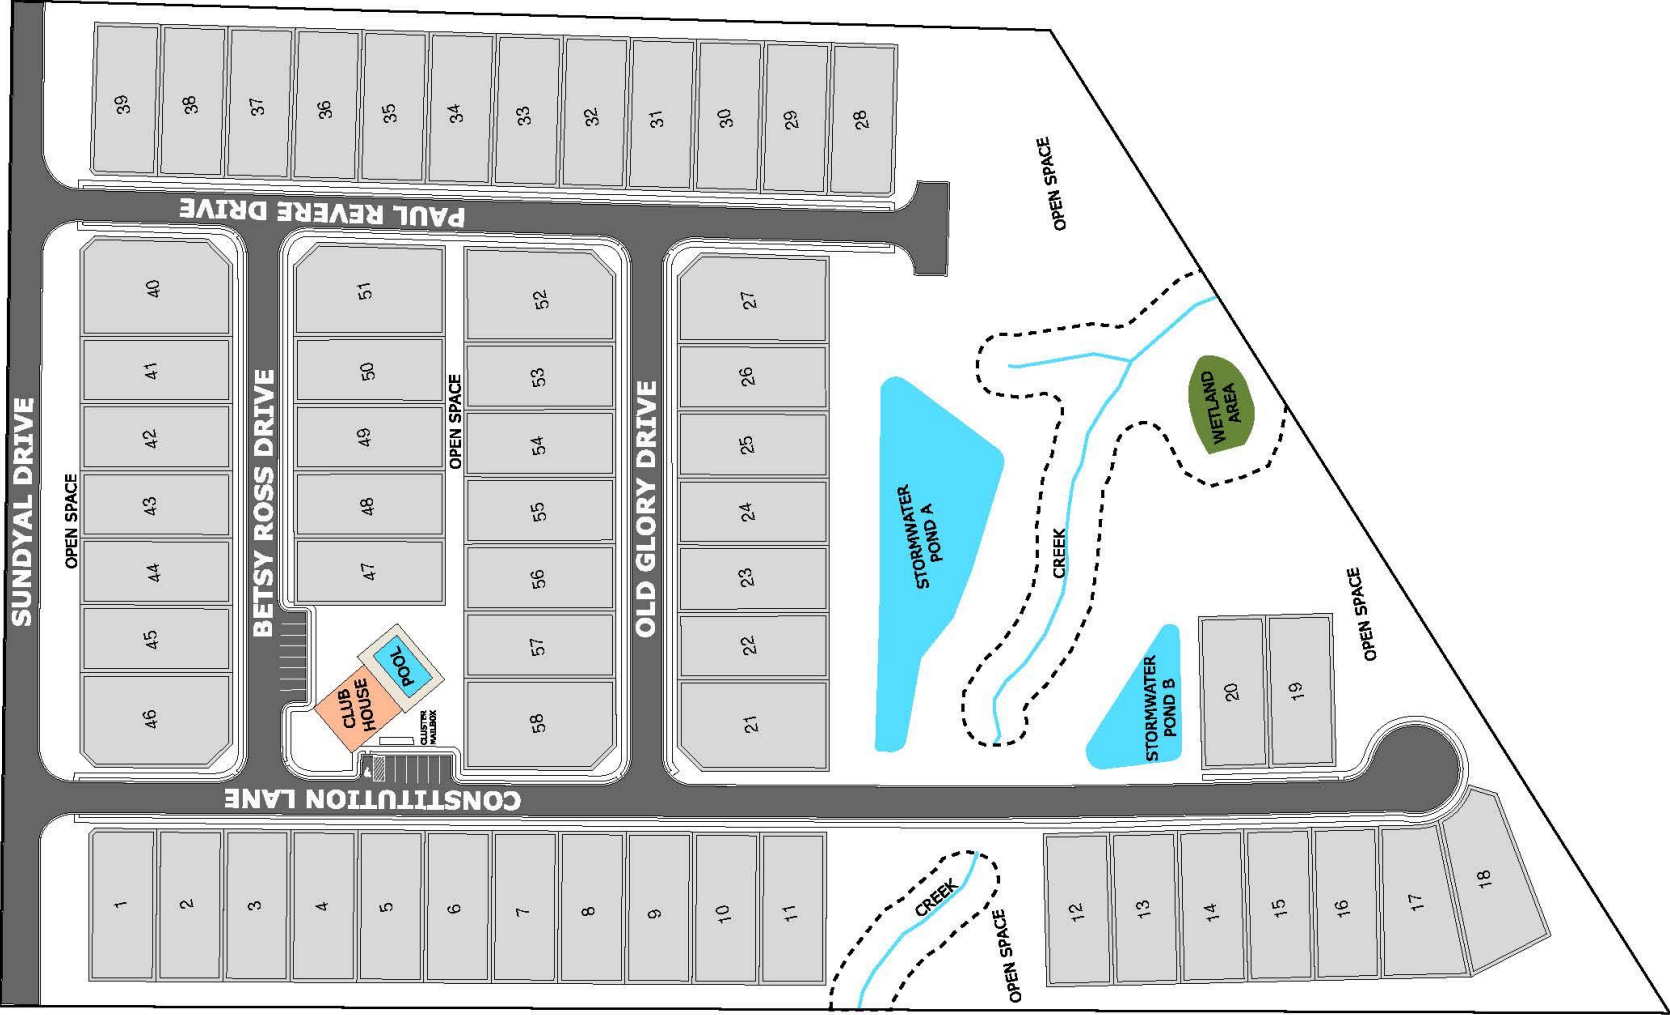 39
38
37
36
35
34
33
32
31
30
29
28
PAUL REVERE DRIVE
OPEN SPACE
SUNDYAL DRIVE
OPEN SPACE
40
41
42
43
44
45
46
BETSY ROSS DRIVE
51
50
49
48
47
OPEN SPACE
52
53
54
55
56
57
58
OLD GLORY DRIVE
27
26
25
24
23
22
21
CLUB
HOUSE
POOL
CLUSTER
MAILBOX
STORMWATER
POND A
CREEK
WETLAND
AREA
STORMWATER
POND B
20
19
OPEN SPACE
CONSTITUTION LANE
1
2
3
4
5
6
7
8
9
10
11
CREEK
OPEN SPACE
12
13
14
15
16
17
18